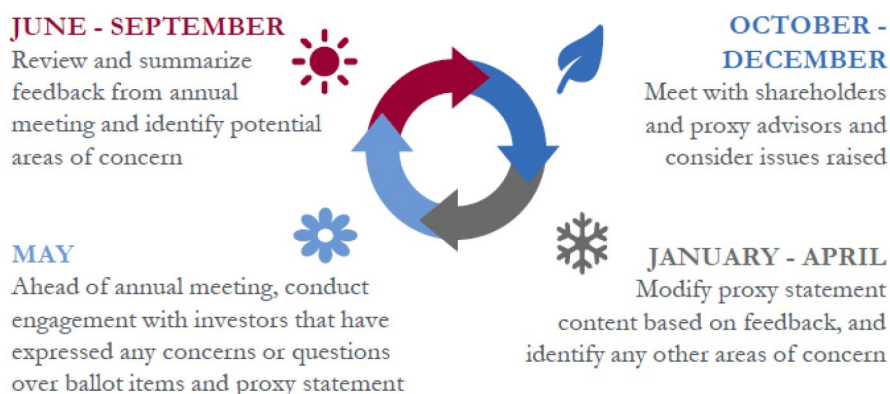 JUNE - SEPTEMBER
Review and summarize
feedback from annual
meeting and identify potential
areas of concern
OCTOBER -
DECEMBER
Meet with shareholders
and proxy advisors and
consider issues raised
MAY
Ahead of annual meeting, conduct
engagement with investors that have
expressed any concerns or questions
over ballot items and proxy statement
JANUARY - APRIL
Modify proxy statement
content based on feedback, and
identify any other areas of concern